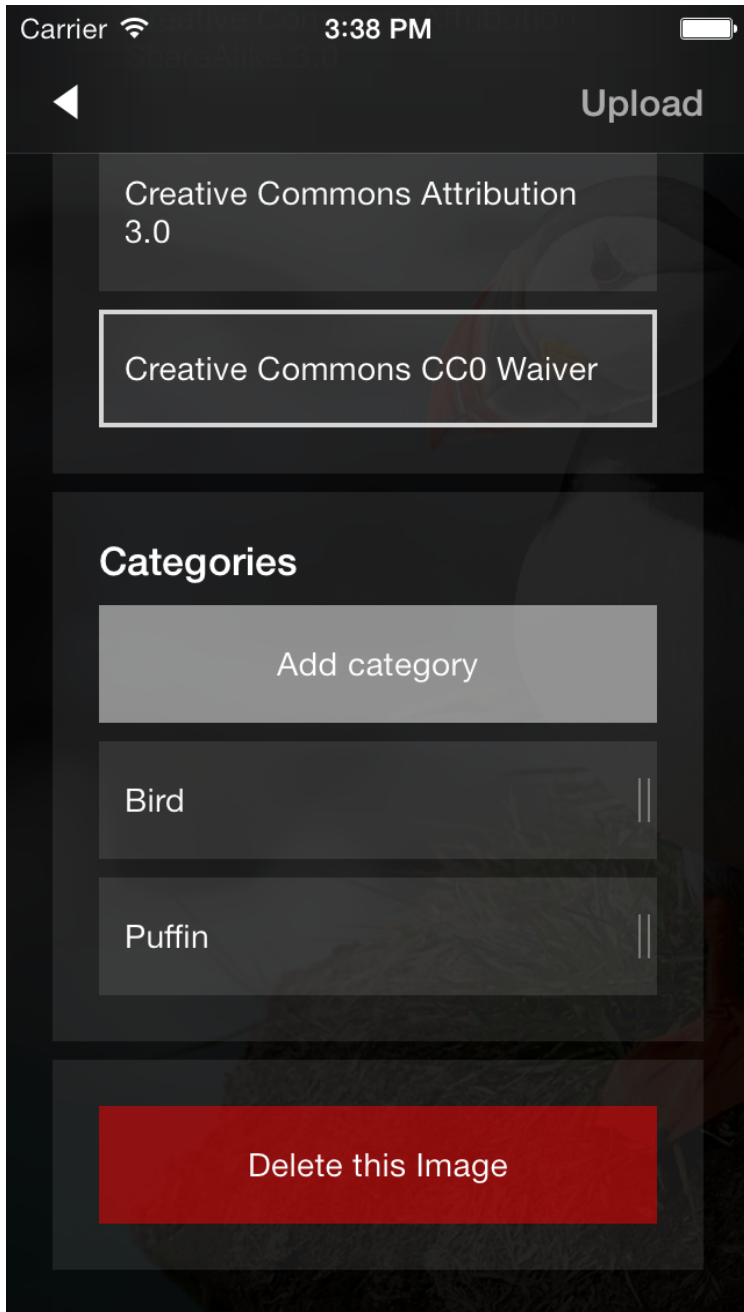 Carrier 3:38 PM
Upload
Creative Commons Attribution
3.0
Creative Commons CC0 Waiver
Categories
Add category
Bird
Puffin
Delete this Image